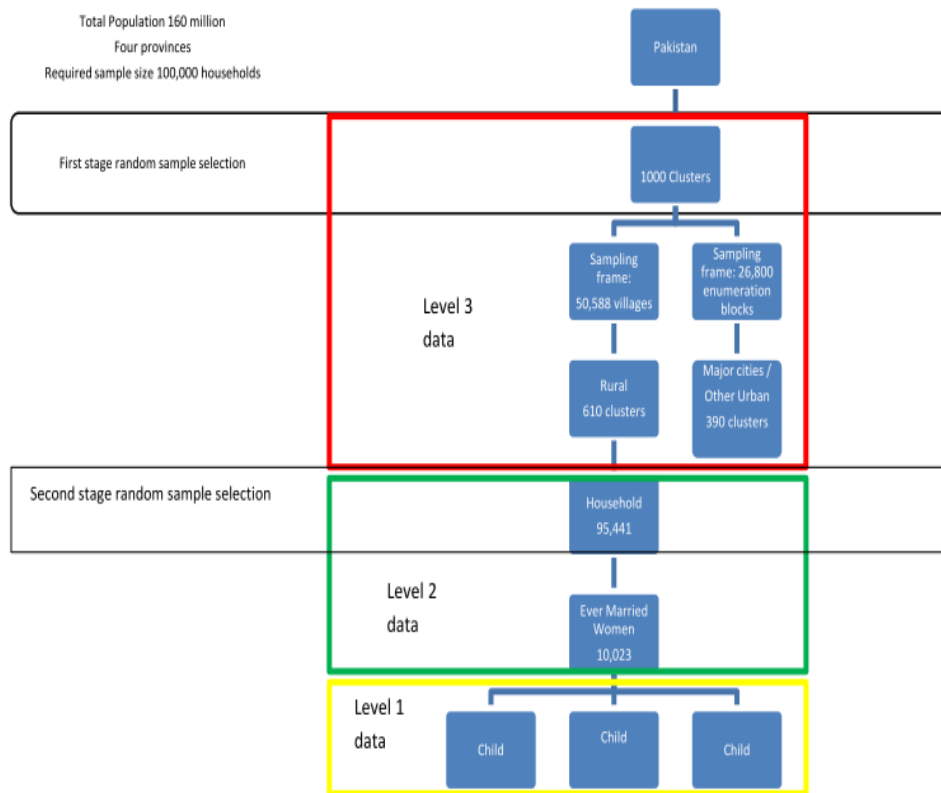 Total Population 160 million
Four provinces
Required sample size 100,000 households
Pakistan
First stage random sample selection
1000 Clusters
Sampling
frame:
50,588 villages
Sampling
frame: 26,800
enumeration
blocks
Level 3
data
Rural
610 clusters
Major cities /
Other Urban
390 clusters
Second stage random sample selection
Household
95,441
Level 2
data
Ever Married
Women
10,023
Level 1
data
Child
Child
Child